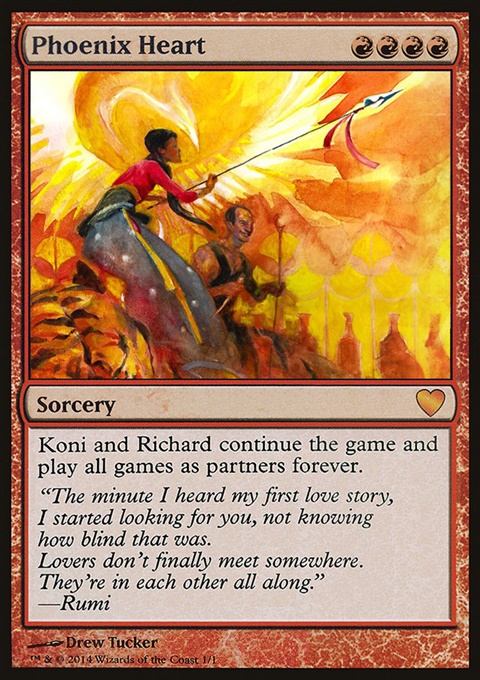 Phoenix Heart
Sorcery
Koni and Richard continue the game and
play all games as partners forever.
“The minute I heard my first love story,
I started looking for you, not knowing
how blind that was.
Lovers don’t finally meet somewhere.
They’re in each other all along.”
—Rumi
Drew Tucker
™ & © 2014 Wizards of the Coast 1/1